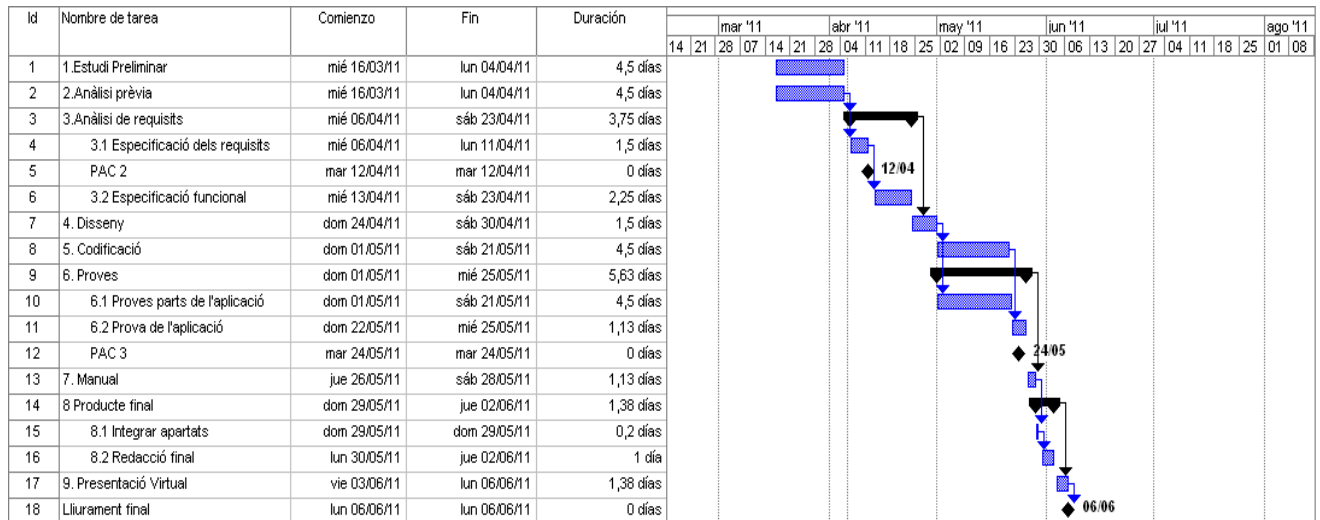 Id Nombre de tarea Comienzo Fin Duración
mar '11 abr '11 may '11 jun '11 jul '11 ago '11
14 21 28 07 14 21 28 04 11 18 25 02 09 16 23 30 06 13 20 27 04 11 18 25 01 08
1 1.Estudi Preliminar mié 16/03/11 lun 04/04/11 4,5 días
2 2.Anàlisi prèvia mié 16/03/11 lun 04/04/11 4,5 días
3 3.Anàlisi de requisits mié 06/04/11 sáb 23/04/11 3,75 días
4 3.1 Especificació dels requisits mié 06/04/11 lun 11/04/11 1,5 días
5 PAC 2 mar 12/04/11 mar 12/04/11 0 días 12/04
6 3.2 Especificació funcional mié 13/04/11 sáb 23/04/11 2,25 días
7 4. Disseny dom 24/04/11 sáb 30/04/11 1,5 días
8 5. Codificació dom 01/05/11 sáb 21/05/11 4,5 días
9 6. Proves dom 01/05/11 mié 25/05/11 5,63 días
10 6.1 Proves parts de l'aplicació dom 01/05/11 sáb 21/05/11 4,5 días
11 6.2 Prova de l'aplicació dom 22/05/11 mié 25/05/11 1,13 días
12 PAC 3 mar 24/05/11 mar 24/05/11 0 días 24/05
13 7. Manual jue 26/05/11 sáb 28/05/11 1,13 días
14 8 Producte final dom 29/05/11 jue 02/06/11 1,38 días
15 8.1 Integrar apartats dom 29/05/11 dom 29/05/11 0,2 días
16 8.2 Redacció final lun 30/05/11 jue 02/06/11 1 día
17 9. Presentació Virtual vie 03/06/11 lun 06/06/11 1,38 días
18 Lliurament final lun 06/06/11 lun 06/06/11 0 días 06/06